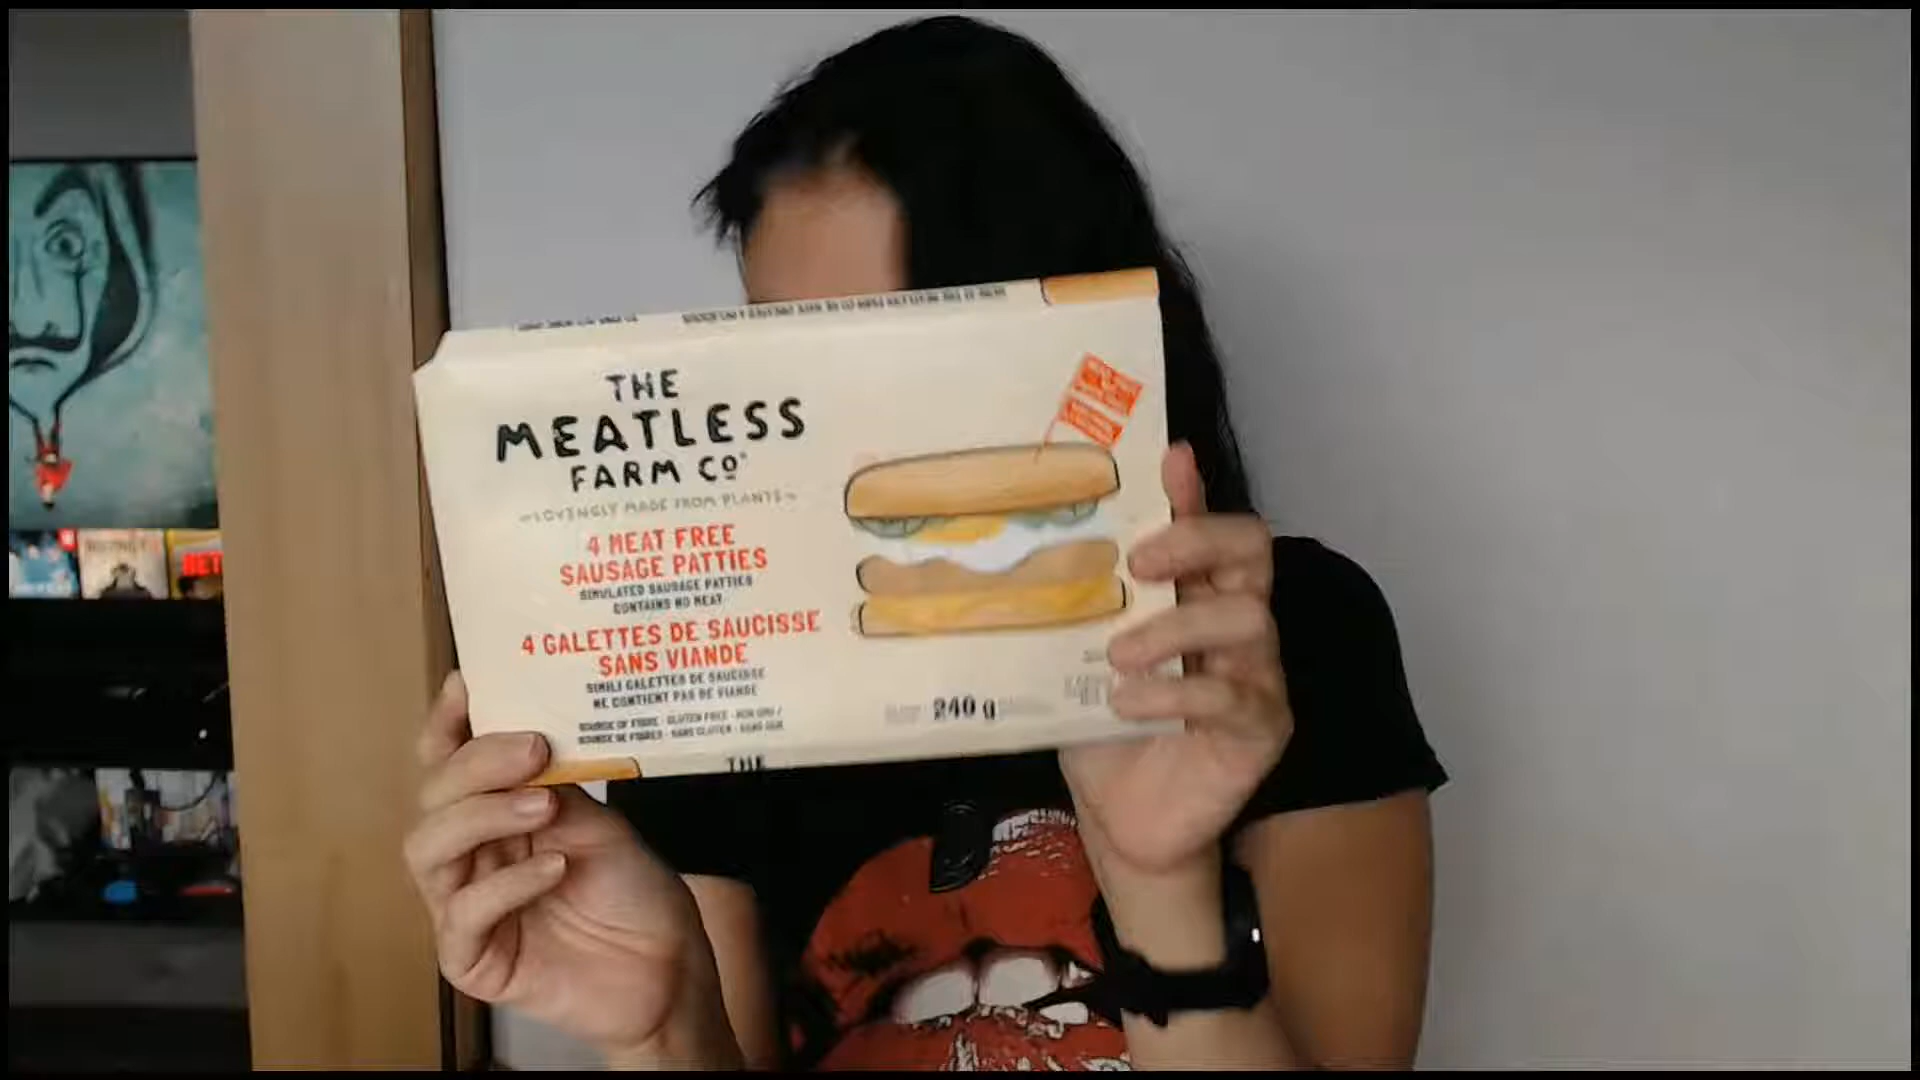 THE
MEATLESS
FARM CO
LOVINGLY MADE FROM PLANTS
4 MEAT FREE
SAUSAGE PATTIES
SIMULATED SAUSAGE PATTIES
CONTAINS NO MEAT
4 GALETTES DE SAUCISSE
SANS VIANDE
SIMILI GALETTES DE SAUCISSE
NE CONTIENT PAS DE VIANDE
SOURCE OF FIBRE · GLUTEN FREE · NON GMO /
SOURCE DE FIBRES · SANS GLUTEN · SANS OGM
240 g
THE